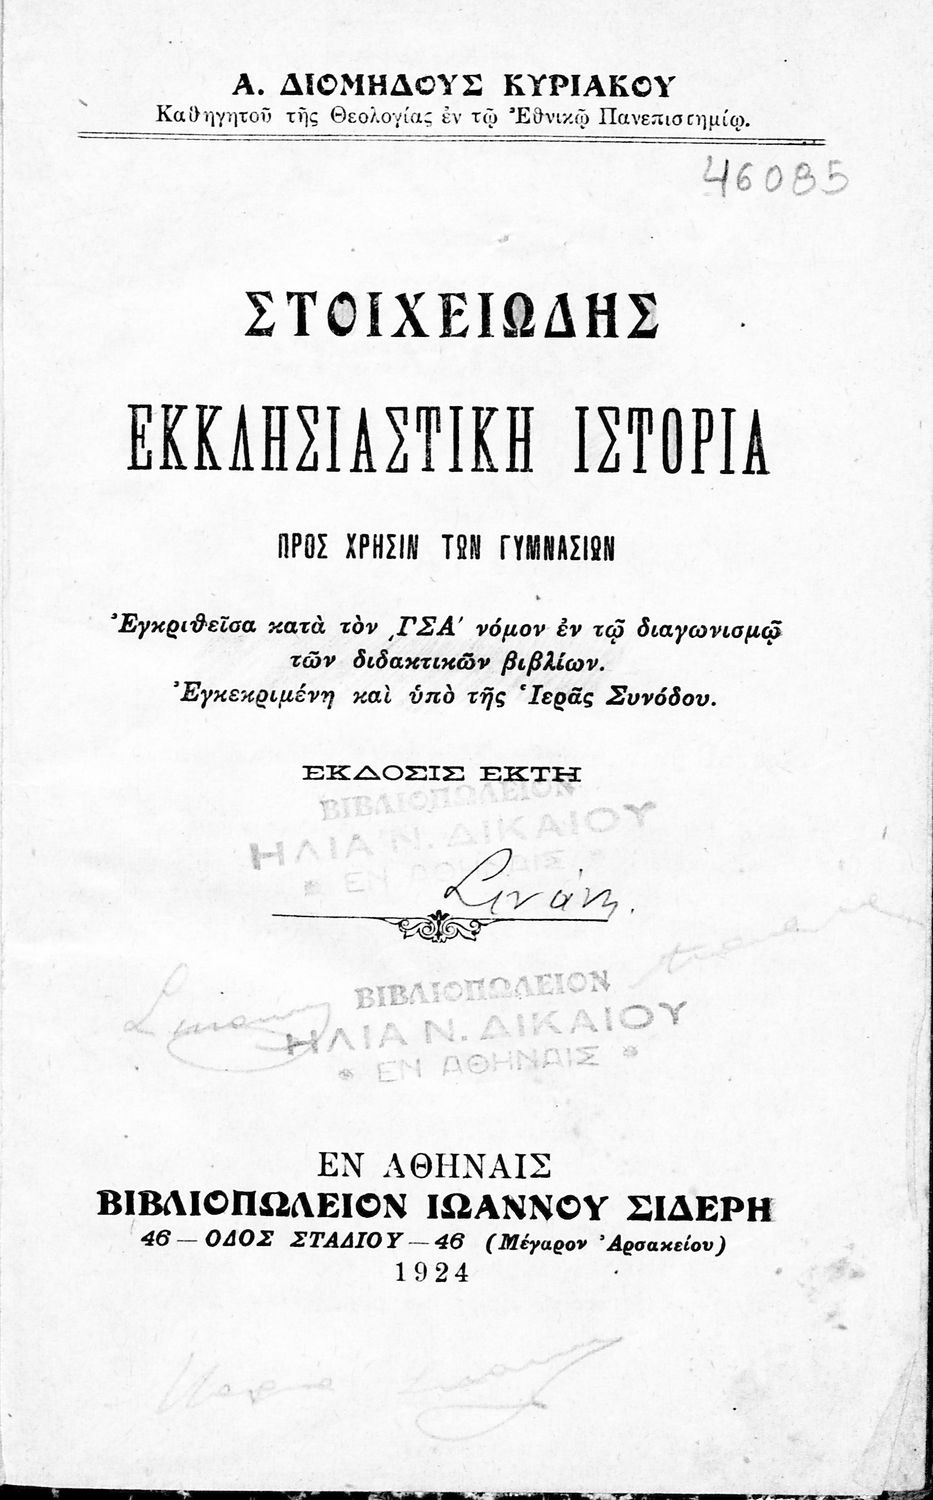 Α. ΔΙΟΜΗΔΟΥΣ ΚΥΡΙΑΚΟΥ
Καθηγητοῦ τῆς Θεολογίας ἐν τῷ Ἐθνικῷ Πανεπιστημίῳ.
46085
ΣΤΟΙΧΕΙΩΔΗΣ
ΕΚΚΛΗΣΙΑΣΤΙΚΗ ΙΣΤΟΡΙΑ
ΠΡΟΣ ΧΡΗΣΙΝ ΤΩΝ ΓΥΜΝΑΣΙΩΝ
Ἐγκριθεῖσα κατὰ τὸν ͵ΓΣΑ′ νόμον ἐν τῷ διαγωνισμῷ
τῶν διδακτικῶν βιβλίων.
Ἐγκεκριμένη καὶ ὑπὸ τῆς Ἱερᾶς Συνόδου.
ΕΚΔΟΣΙΣ ΕΚΤΗ
ΒΙΒΛΙΟΠΩΛΕΙΟΝ
ΗΛΙΑ Ν. ΔΙΚΑΙΟΥ
* ΕΝ ΑΘΗΝΑΙΣ *
Σινάνη.
ΒΙΒΛΙΟΠΩΛΕΙΟΝ
ΗΛΙΑ Ν. ΔΙΚΑΙΟΥ
* ΕΝ ΑΘΗΝΑΙΣ *
ΕΝ ΑΘΗΝΑΙΣ
ΒΙΒΛΙΟΠΩΛΕΙΟΝ ΙΩΑΝΝΟΥ ΣΙΔΕΡΗ
46 — ΟΔΟΣ ΣΤΑΔΙΟΥ — 46 (Μέγαρον Ἀρσακείου)
1924